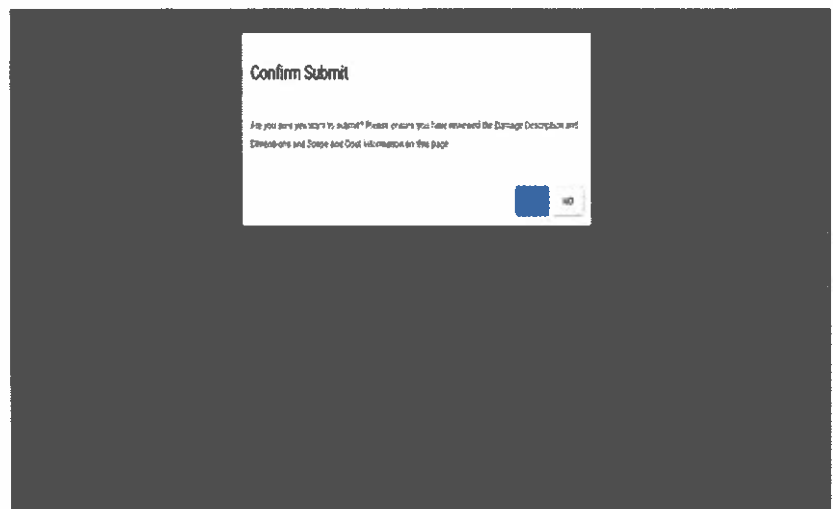 Confirm Submit
Are you sure you want to submit? Please ensure you have reviewed the Damage Description and
Dimensions and Scope and Cost information on this page
NO